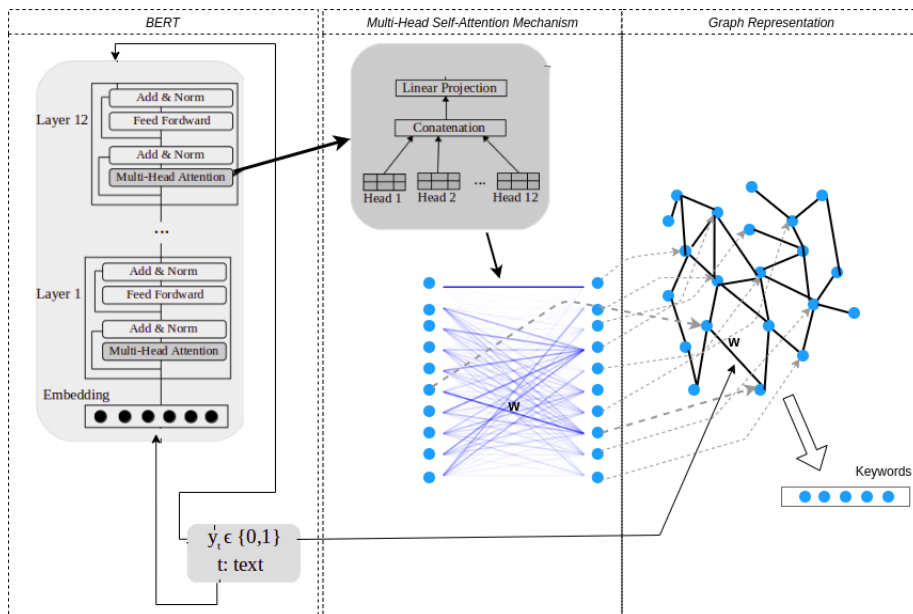 BERT
Multi-Head Self-Attention Mechanism
Graph Representation
Layer 12
Add & Norm
Feed Fordward
Add & Norm
Multi-Head Attention
...
Layer 1
Add & Norm
Feed Fordward
Add & Norm
Multi-Head Attention
Embedding
Linear Projection
Conatenation
...
Head 1 Head 2 Head 12
w
w
Keywords
yₜ ϵ {0,1}
t: text